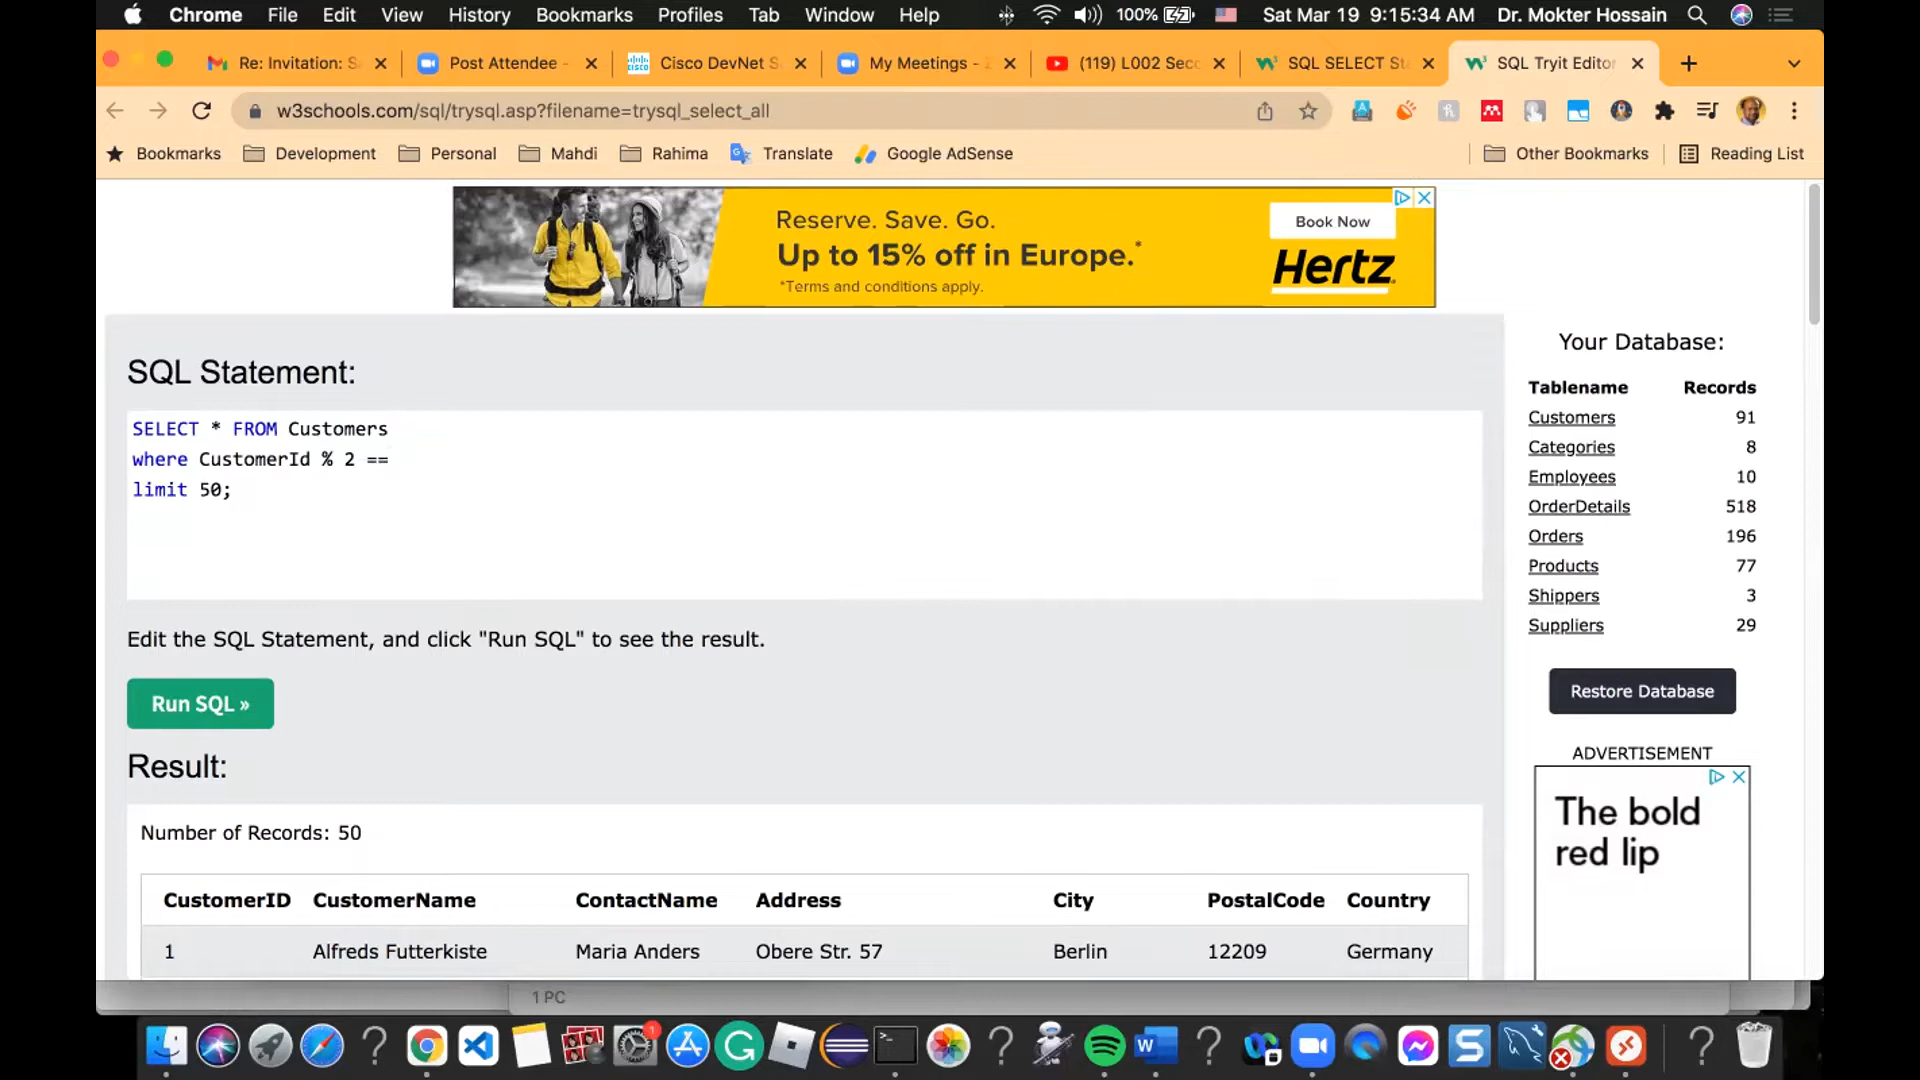 Chrome File Edit View History Bookmarks Profiles Tab Window Help 100% Sat Mar 19 9:15:34 AM Dr. Mokter Hossain
Re: Invitation: S Post Attendee - Cisco DevNet S My Meetings - (119) L002 Sec SQL SELECT St SQL Tryit Editor
w3schools.com/sql/trysql.asp?filename=trysql_select_all
Bookmarks Development Personal Mahdi Rahima Translate Google AdSense Other Bookmarks Reading List
Reserve. Save. Go.
Up to 15% off in Europe.*
*Terms and conditions apply.
Book Now
Hertz
SQL Statement:
SELECT * FROM Customers
where CustomerId % 2 ==
limit 50;
Edit the SQL Statement, and click "Run SQL" to see the result.
Run SQL »
Result:
Number of Records: 50
CustomerID CustomerName ContactName Address City PostalCode Country
1 Alfreds Futterkiste Maria Anders Obere Str. 57 Berlin 12209 Germany
Your Database:
Tablename Records
Customers 91
Categories 8
Employees 10
OrderDetails 518
Orders 196
Products 77
Shippers 3
Suppliers 29
Restore Database
ADVERTISEMENT
The bold
red lip
1 PC